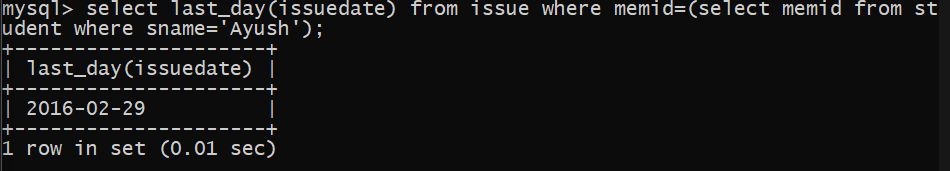 mysql> select last_day(issuedate) from issue where memid=(select memid from st
udent where sname='Ayush');
+---------------------+
| last_day(issuedate) |
+---------------------+
| 2016-02-29          |
+---------------------+
1 row in set (0.01 sec)